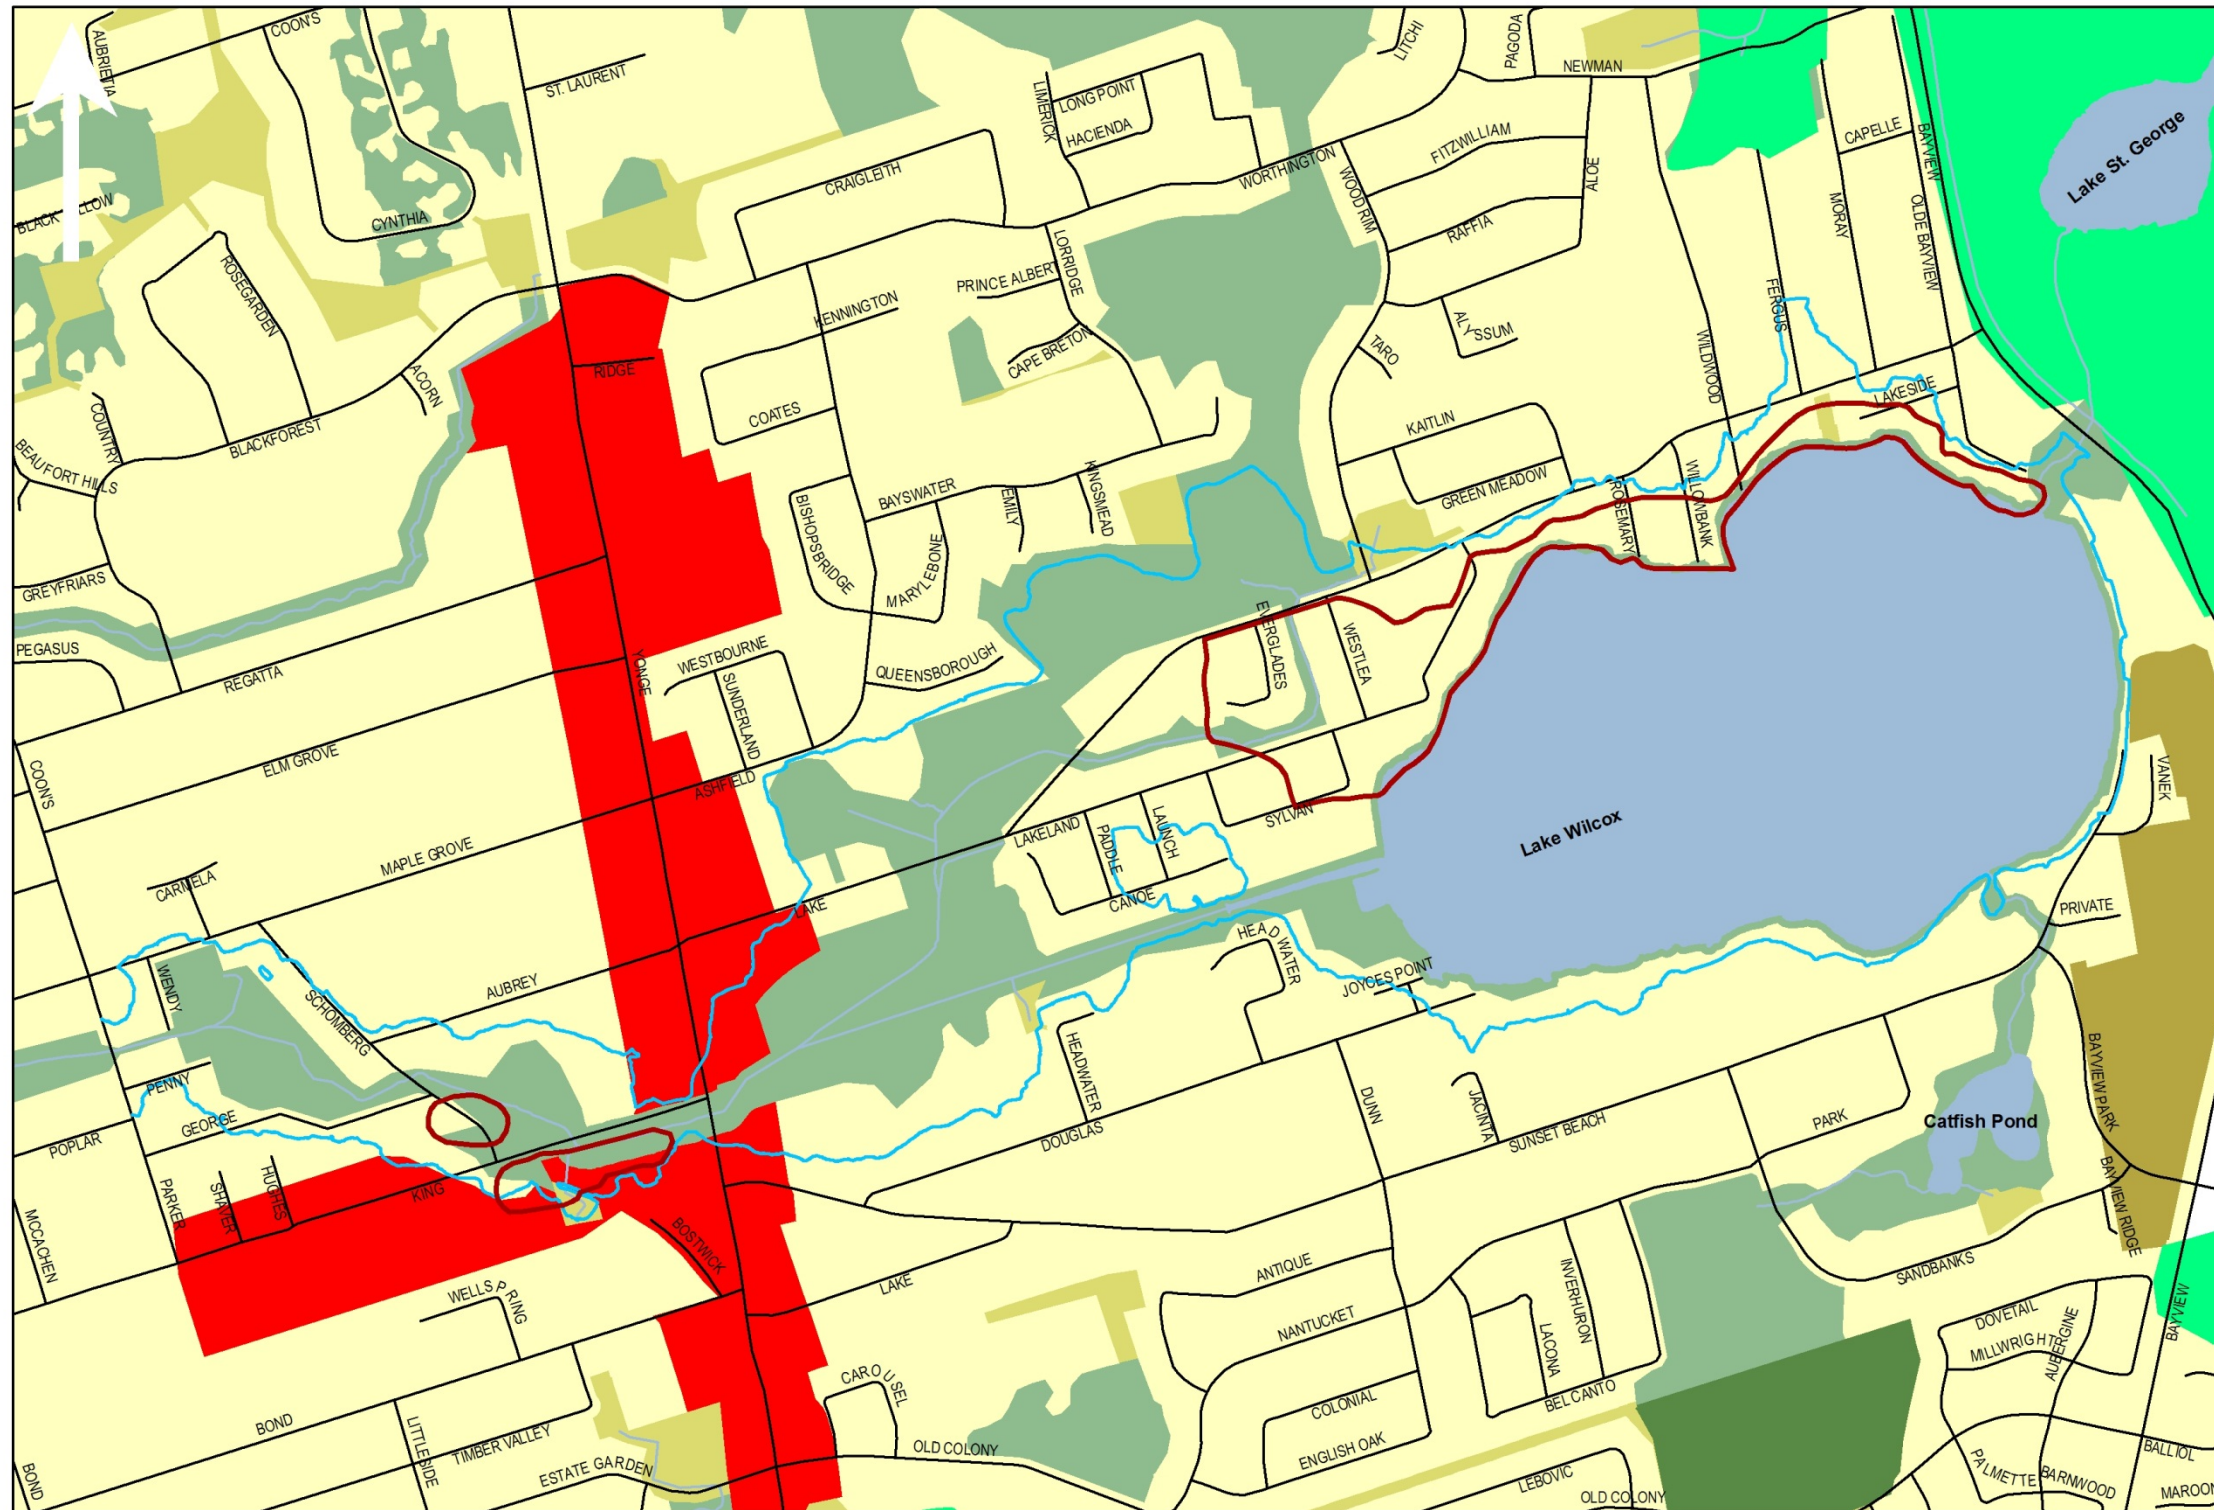 COON'S
AUBRIETIA
ST. LAURENT
LITCHI
PAGODA
NEWMAN
LIMERICK
LONG POINT
HACIENDA
WORTHINGTON
FITZWILLIAM
CAPELLE
BAYVIEW
Lake St. George
CRAIGLEITH
WOOD RIM
ALOE
BLACK
CYNTHIA
RAFFIA
MORAY
OLDE BAYVIEW
ROSEGARDEN
LORRIDGE
PRINCE ALBERT
KENNINGTON
FERGUS
ALYSSUM
TARO
CAPE BRETON
WILDWOOD
RIDGE
ACORN
COUNTRY
COATES
LAKESIDE
KAITLIN
BLACKFOREST
BEAUFORT HILLS
GREEN MEADOW
ROSEMARY
WILLOWBANK
BAYSWATER
EMILY
KINGSMEAD
BISHOPSBRIDGE
MARYLEBONE
GREYFRIARS
EVERGLADES
WESTLEA
PEGASUS
YONGE
WESTBOURNE
QUEENSBOROUGH
SUNDERLAND
REGATTA
COON'S
ELM GROVE
ASHFIELD
VANEK
LAKELAND
PADDLE
LAUNCH
SYLVAN
Lake Wilcox
MAPLE GROVE
CARMELA
CANOE
LAKE
PRIVATE
HEADWATER
WENDY
AUBREY
JOYCES POINT
SCHOMBERG
HEADWATER
BAYVIEW PARK
PENNY
GEORGE
POPLAR
DUNN
JACINTA
SUNSET BEACH
PARK
Catfish Pond
DOUGLAS
HUGHES
SHAVER
PARKER
KING
MCCACHEN
BOSTWICK
BAYVIEW RIDGE
SANDBANKS
ANTIQUE
INVERHURON
LAKE
WELLSPRING
NANTUCKET
LACONA
BAYVIEW
DOVETAIL
MILLWRIGHT
AUBERGINE
CAROUSEL
COLONIAL
BEL CANTO
BOND
LITTLESIDE
TIMBER VALLEY
OLD COLONY
ENGLISH OAK
ESTATE GARDEN
LEBOVIC
OLD COLONY
PALMETTE
BARNWOOD
BALLIOL
MAROON
BOND